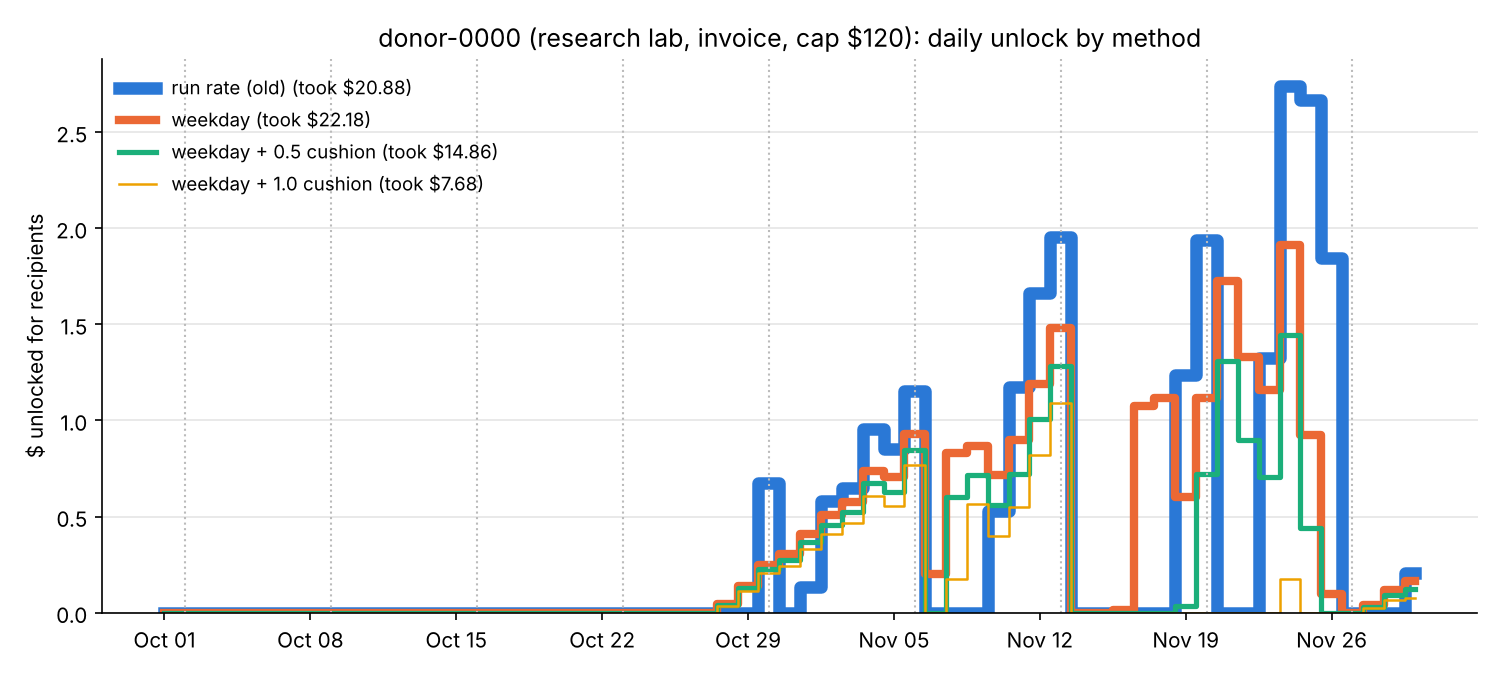 donor-0000 (research lab, invoice, cap $120): daily unlock by method
run rate (old) (took $20.88)
weekday (took $22.18)
weekday + 0.5 cushion (took $14.86)
weekday + 1.0 cushion (took $7.68)
$ unlocked for recipients
2.5
2.0
1.5
1.0
0.5
0.0
Oct 01 Oct 08 Oct 15 Oct 22 Oct 29 Nov 05 Nov 12 Nov 19 Nov 26